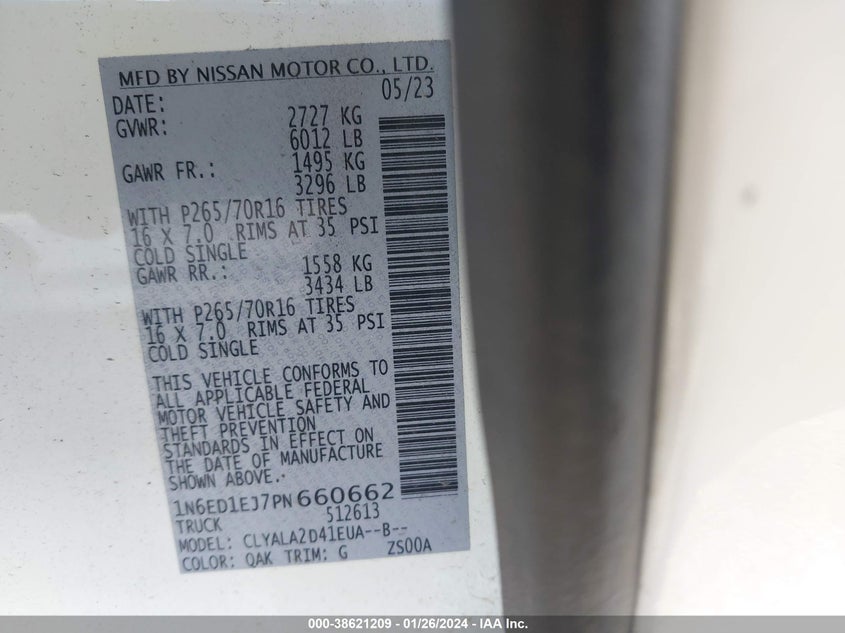 MFD BY NISSAN MOTOR CO., LTD.
DATE: 05/23
GVWR: 2727 KG
6012 LB
GAWR FR.: 1495 KG
3296 LB
WITH P265/70R16 TIRES
16 X 7.0 RIMS AT 35 PSI
COLD SINGLE
GAWR RR.: 1558 KG
3434 LB
WITH P265/70R16 TIRES
16 X 7.0 RIMS AT 35 PSI
COLD SINGLE
THIS VEHICLE CONFORMS TO
ALL APPLICABLE FEDERAL
MOTOR VEHICLE SAFETY AND
THEFT PREVENTION
STANDARDS IN EFFECT ON
THE DATE OF MANUFACTURE
SHOWN ABOVE.
1N6ED1EJ7PN660662
TRUCK 512613
MODEL: CLYALA2D41EUA--B--
COLOR: QAK TRIM: G ZS00A
000-38621209 - 01/26/2024 - IAA Inc.